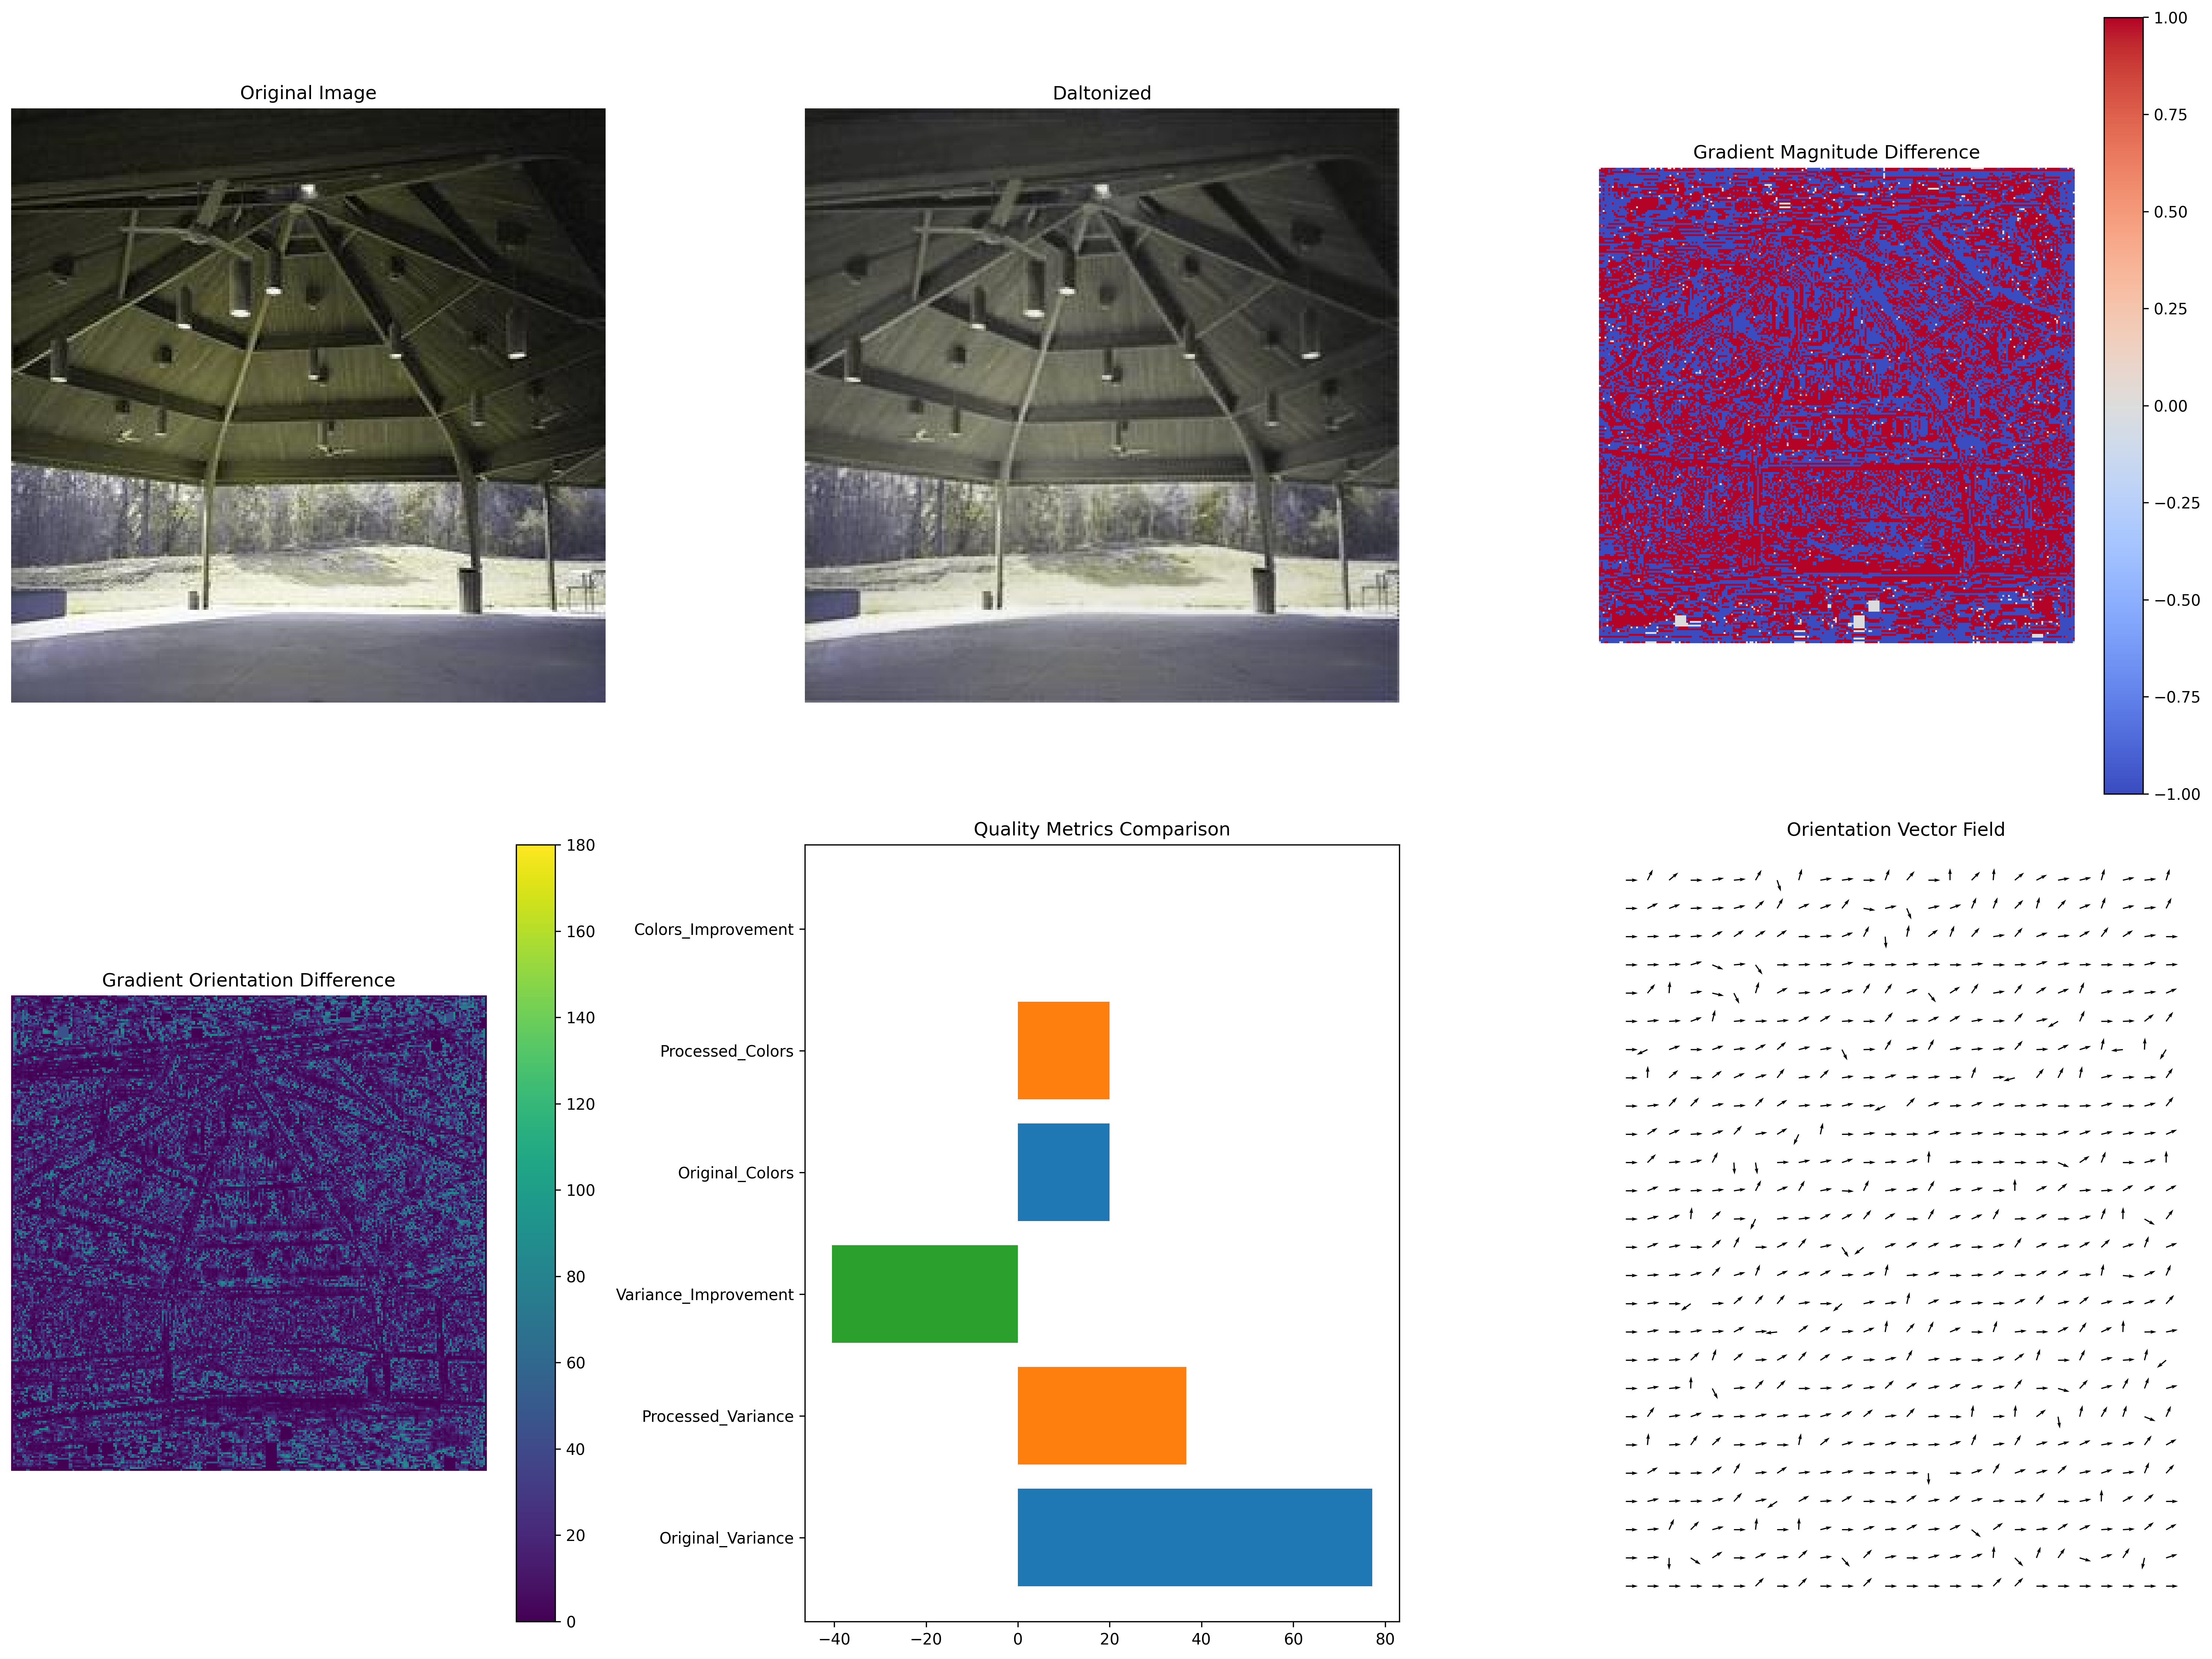 Original Image
Daltonized
Gradient Magnitude Difference
1.00
0.75
0.50
0.25
0.00
−0.25
−0.50
−0.75
−1.00
Gradient Orientation Difference
180
160
140
120
100
80
60
40
20
0
Quality Metrics Comparison
Colors_Improvement
Processed_Colors
Original_Colors
Variance_Improvement
Processed_Variance
Original_Variance
−40 −20 0 20 40 60 80
Orientation Vector Field